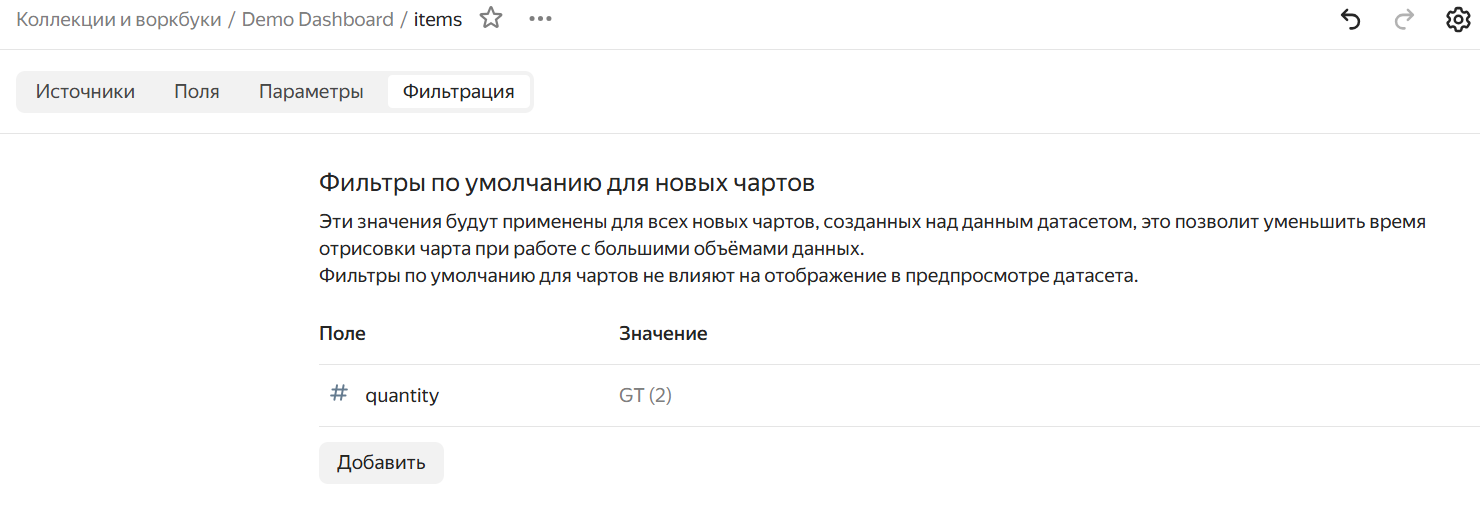 Коллекции и воркбуки / Demo Dashboard / items
Источники Поля Параметры Фильтрация
Фильтры по умолчанию для новых чартов
Эти значения будут применены для всех новых чартов, созданных над данным датасетом, это позволит уменьшить время
отрисовки чарта при работе с большими объёмами данных.
Фильтры по умолчанию для чартов не влияют на отображение в предпросмотре датасета.
Поле Значение
# quantity GT (2)
Добавить